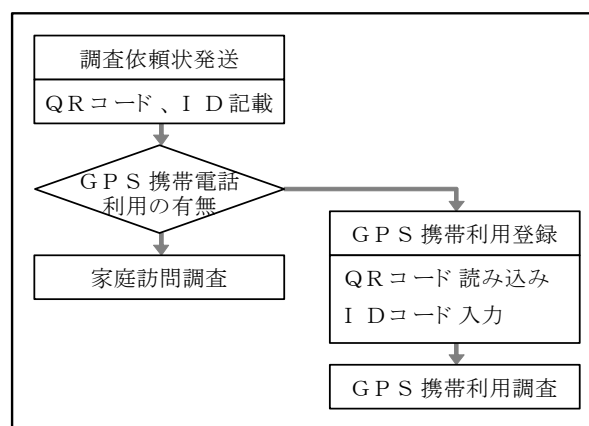 調査依頼状発送
QRコード、ID記載
GPS携帯電話
利用の有無
家庭訪問調査
GPS携帯利用登録
QRコード読み込み
IDコード入力
GPS携帯利用調査